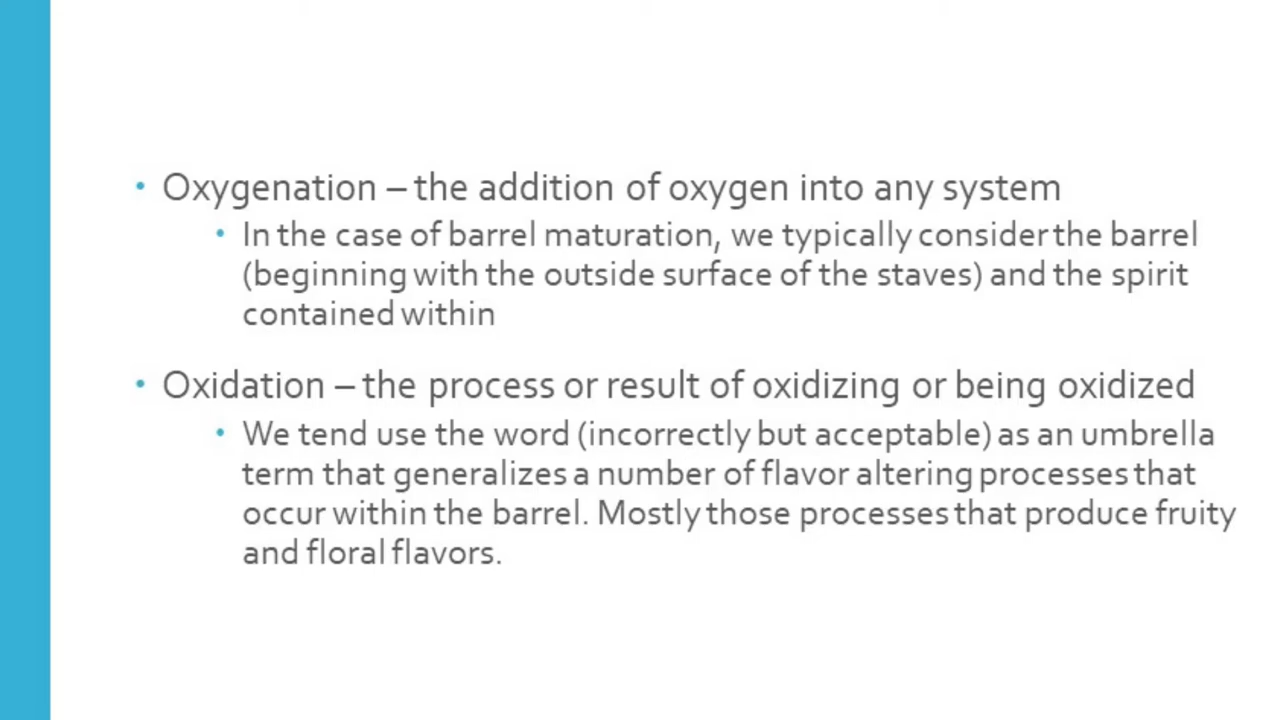 • Oxygenation – the addition of oxygen into any system
• In the case of barrel maturation, we typically consider the barrel
(beginning with the outside surface of the staves) and the spirit
contained within
• Oxidation – the process or result of oxidizing or being oxidized
• We tend use the word (incorrectly but acceptable) as an umbrella
term that generalizes a number of flavor altering processes that
occur within the barrel. Mostly those processes that produce fruity
and floral flavors.